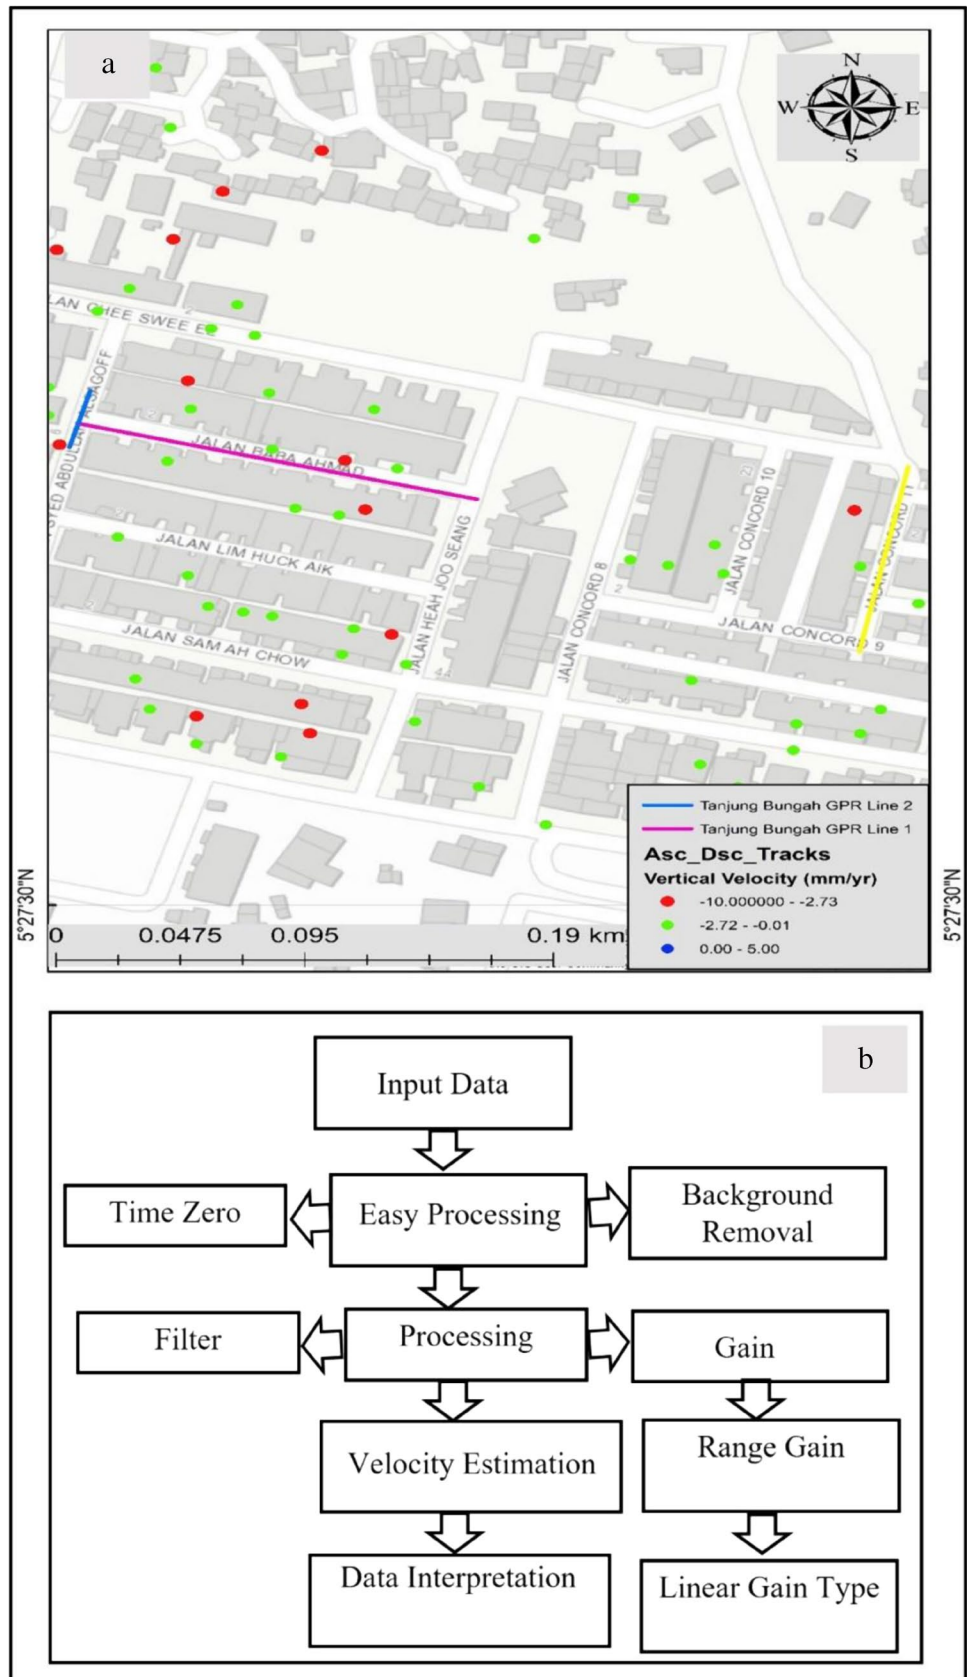 a
N
W
E
S
LAN CHEE SWEE EE
SYED ABDULLAH ALSAGOFF
JALAN BABA AHMAD
JALAN CONCORD 10
JALAN CONCORD 11
JALAN LIM HUCK AIK
JALAN HEAH JOO SEANG
JALAN CONCORD 8
JALAN CONCORD 9
JALAN SAM AH CHOW
Tanjung Bungah GPR Line 2
Tanjung Bungah GPR Line 1
Asc_Dsc_Tracks
Vertical Velocity (mm/yr)
-10.000000 - -2.73
-2.72 - -0.01
0.00 - 5.00
5°27'30"N
5°27'30"N
0 0.0475 0.095 0.19 km
b
Input Data
Time Zero
Easy Processing
Background
Removal
Filter
Processing
Gain
Velocity Estimation
Range Gain
Data Interpretation
Linear Gain Type